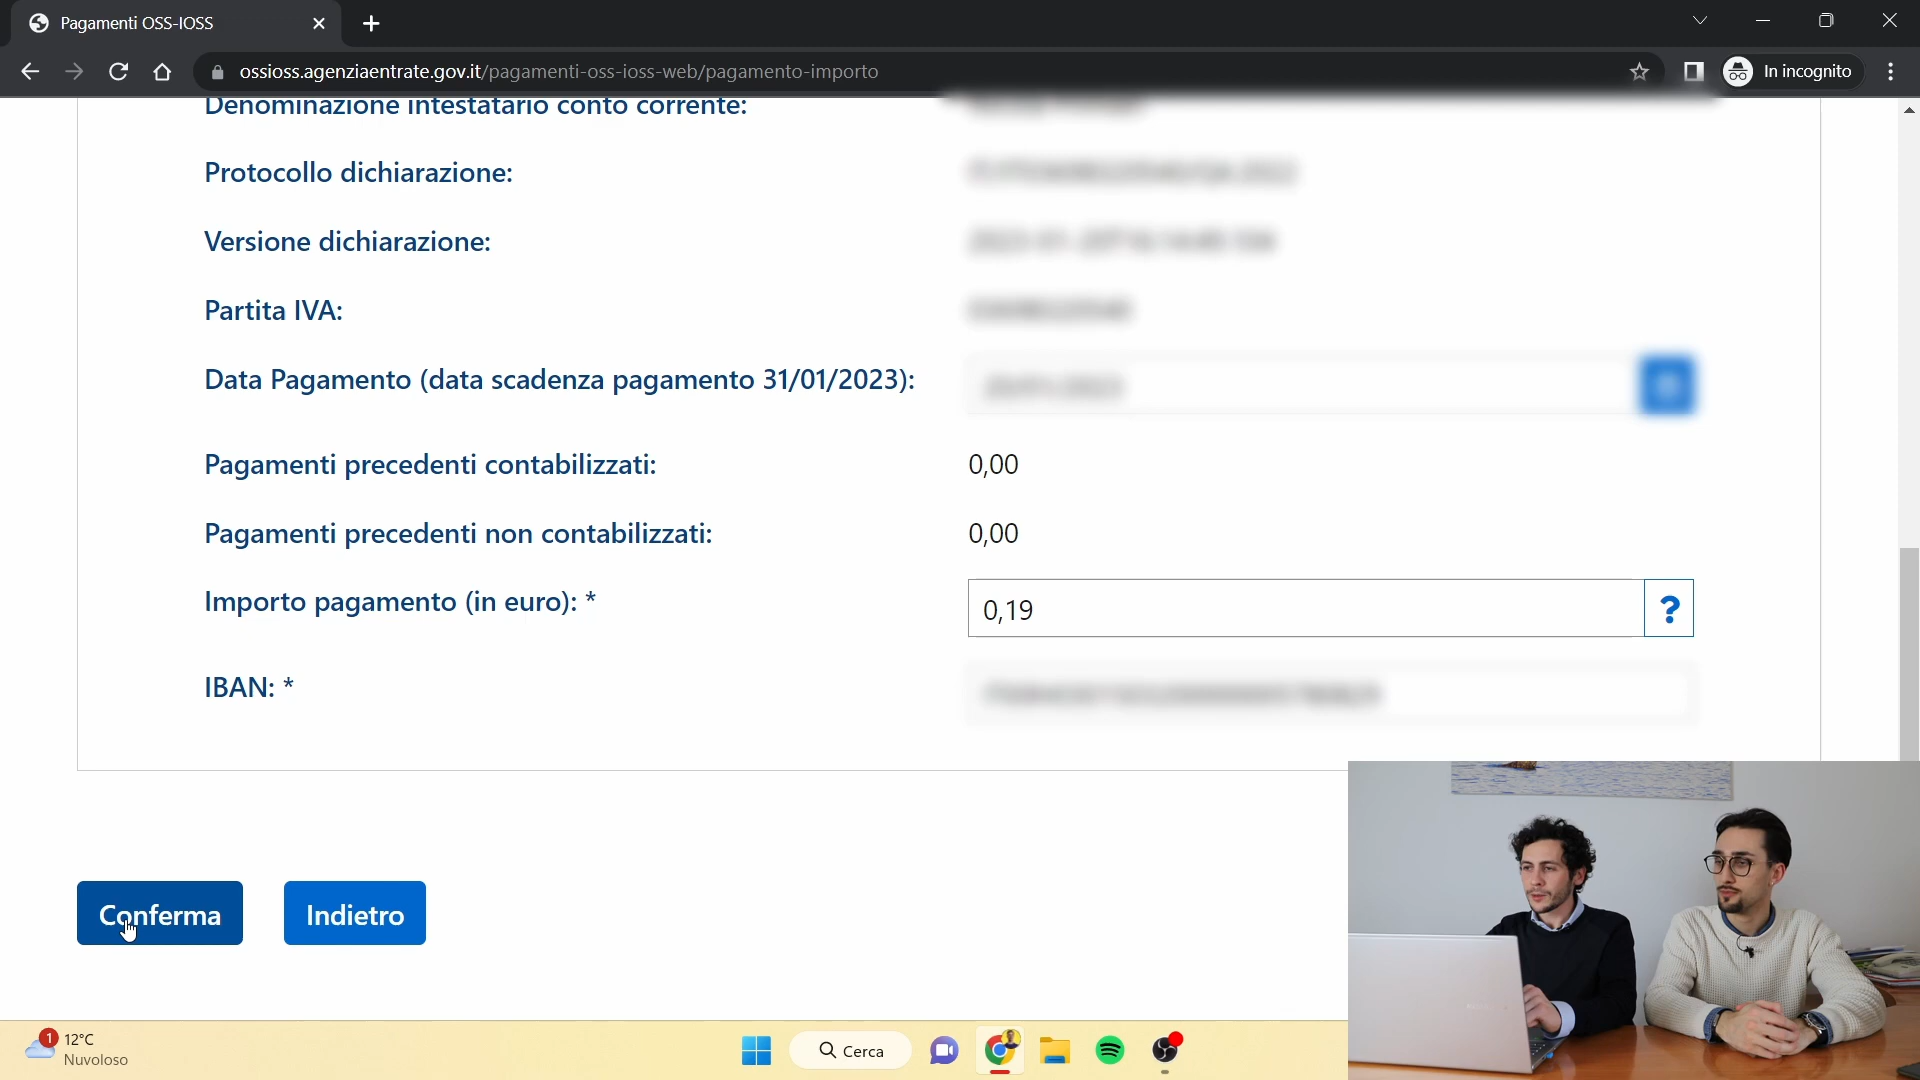 Pagamenti OSS-IOSS
ossioss.agenziaentrate.gov.it/pagamenti-oss-ioss-web/pagamento-importo
In incognito
Denominazione intestatario conto corrente:
Protocollo dichiarazione:
Versione dichiarazione:
Partita IVA:
Data Pagamento (data scadenza pagamento 31/01/2023):
Pagamenti precedenti contabilizzati:
0,00
Pagamenti precedenti non contabilizzati:
0,00
Importo pagamento (in euro): *
0,19
?
IBAN: *
Conferma
Indietro
1
12°C
Nuvoloso
Cerca